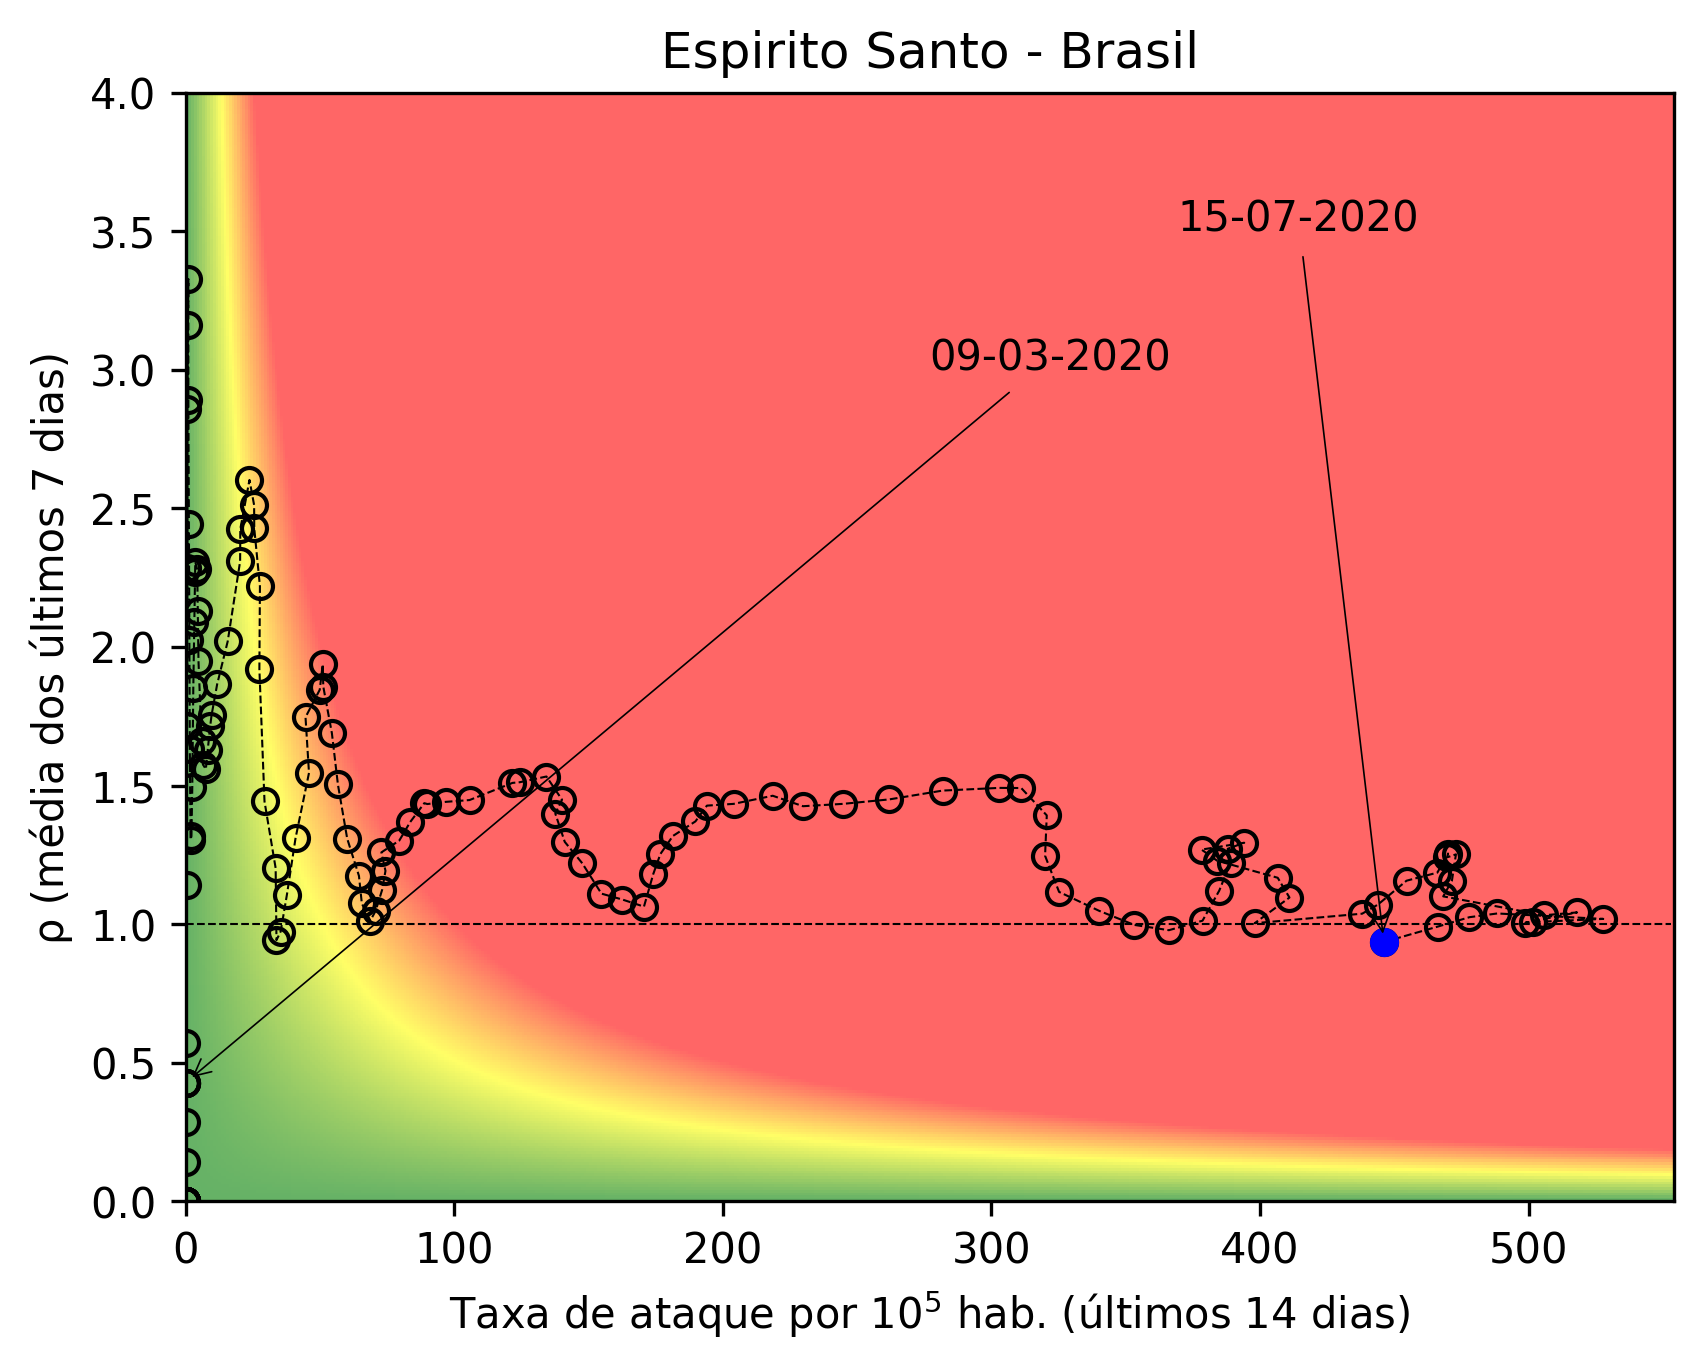 Espirito Santo - Brasil
4.0
3.5
3.0
2.5
2.0
1.5
1.0
0.5
0.0
ρ (média dos últimos 7 dias)
15-07-2020
09-03-2020
0 100 200 300 400 500
Taxa de ataque por 10⁵ hab. (últimos 14 dias)